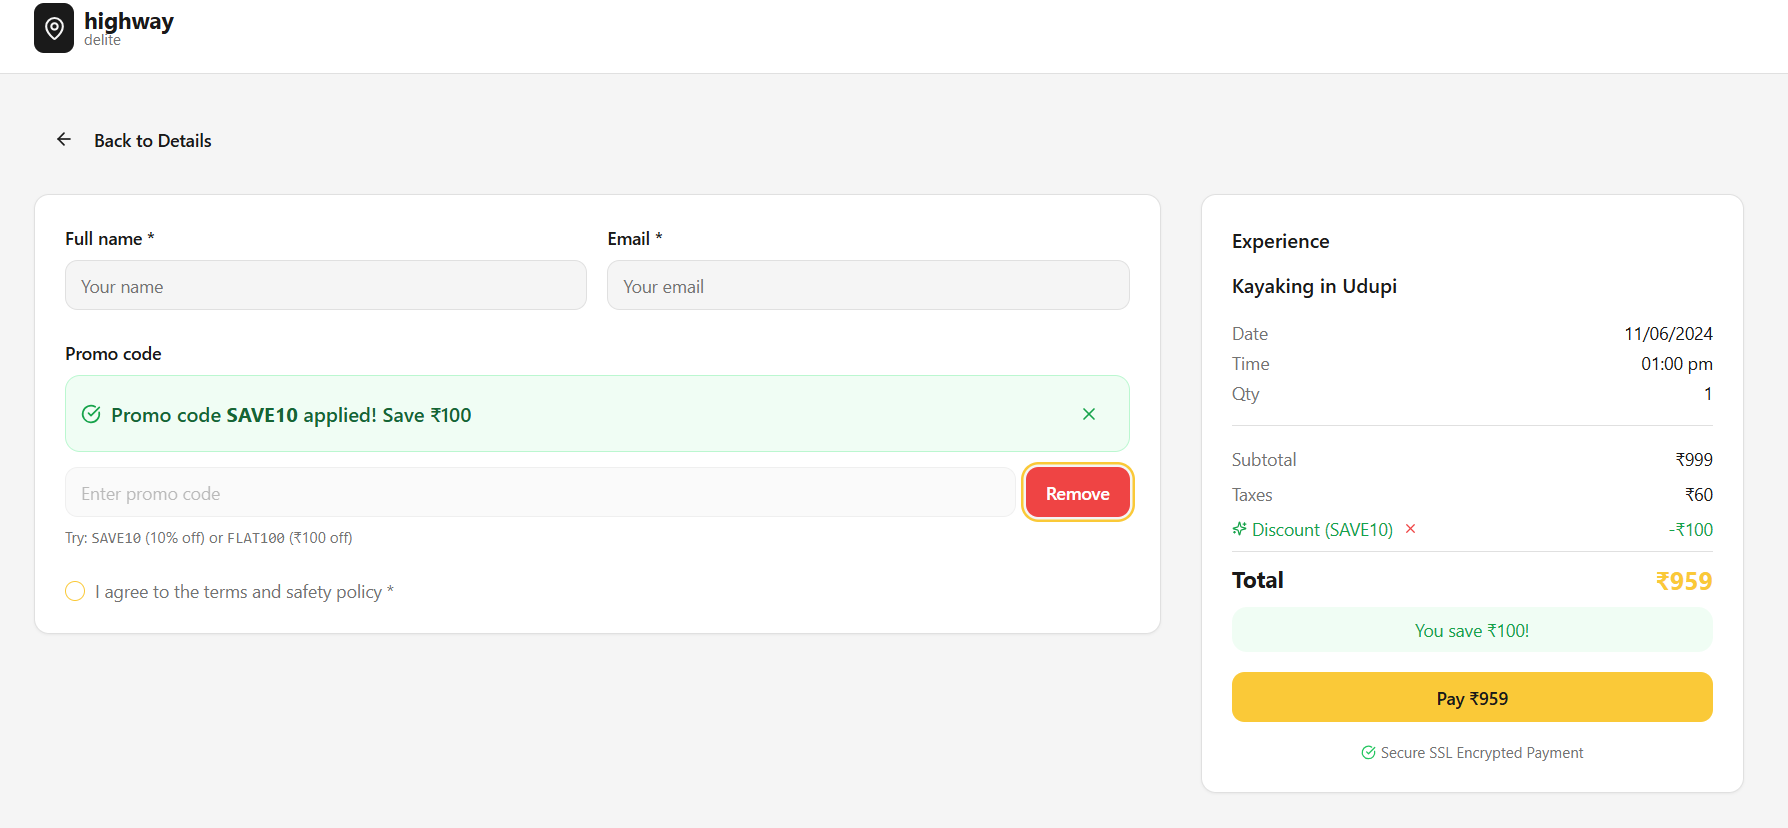 highway
delite
Back to Details
Full name *
Email *
Your name
Your email
Promo code
Promo code SAVE10 applied! Save ₹100
Enter promo code
Remove
Try: SAVE10 (10% off) or FLAT100 (₹100 off)
I agree to the terms and safety policy *
Experience
Kayaking in Udupi
Date 11/06/2024
Time 01:00 pm
Qty 1
Subtotal ₹999
Taxes ₹60
Discount (SAVE10) -₹100
Total ₹959
You save ₹100!
Pay ₹959
Secure SSL Encrypted Payment